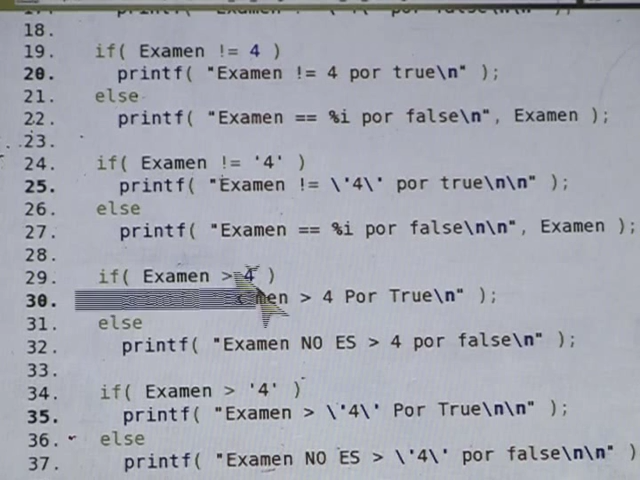 18.
19. if( Examen != 4 )
20. printf( "Examen != 4 por true\n" );
21. else
22. printf( "Examen == %i por false\n", Examen );
23.
24. if( Examen != '4' )
25. printf( "Examen != \'4\' por true\n\n" );
26. else
27. printf( "Examen == %i por false\n\n", Examen );
28.
29. if( Examen > 4 )
30. men > 4 Por True\n" );
31. else
32. printf( "Examen NO ES > 4 por false\n" );
33.
34. if( Examen > '4' )
35. printf( "Examen > \'4\' Por True\n\n" );
36. else
37. printf( "Examen NO ES > \'4\' por false\n\n" )